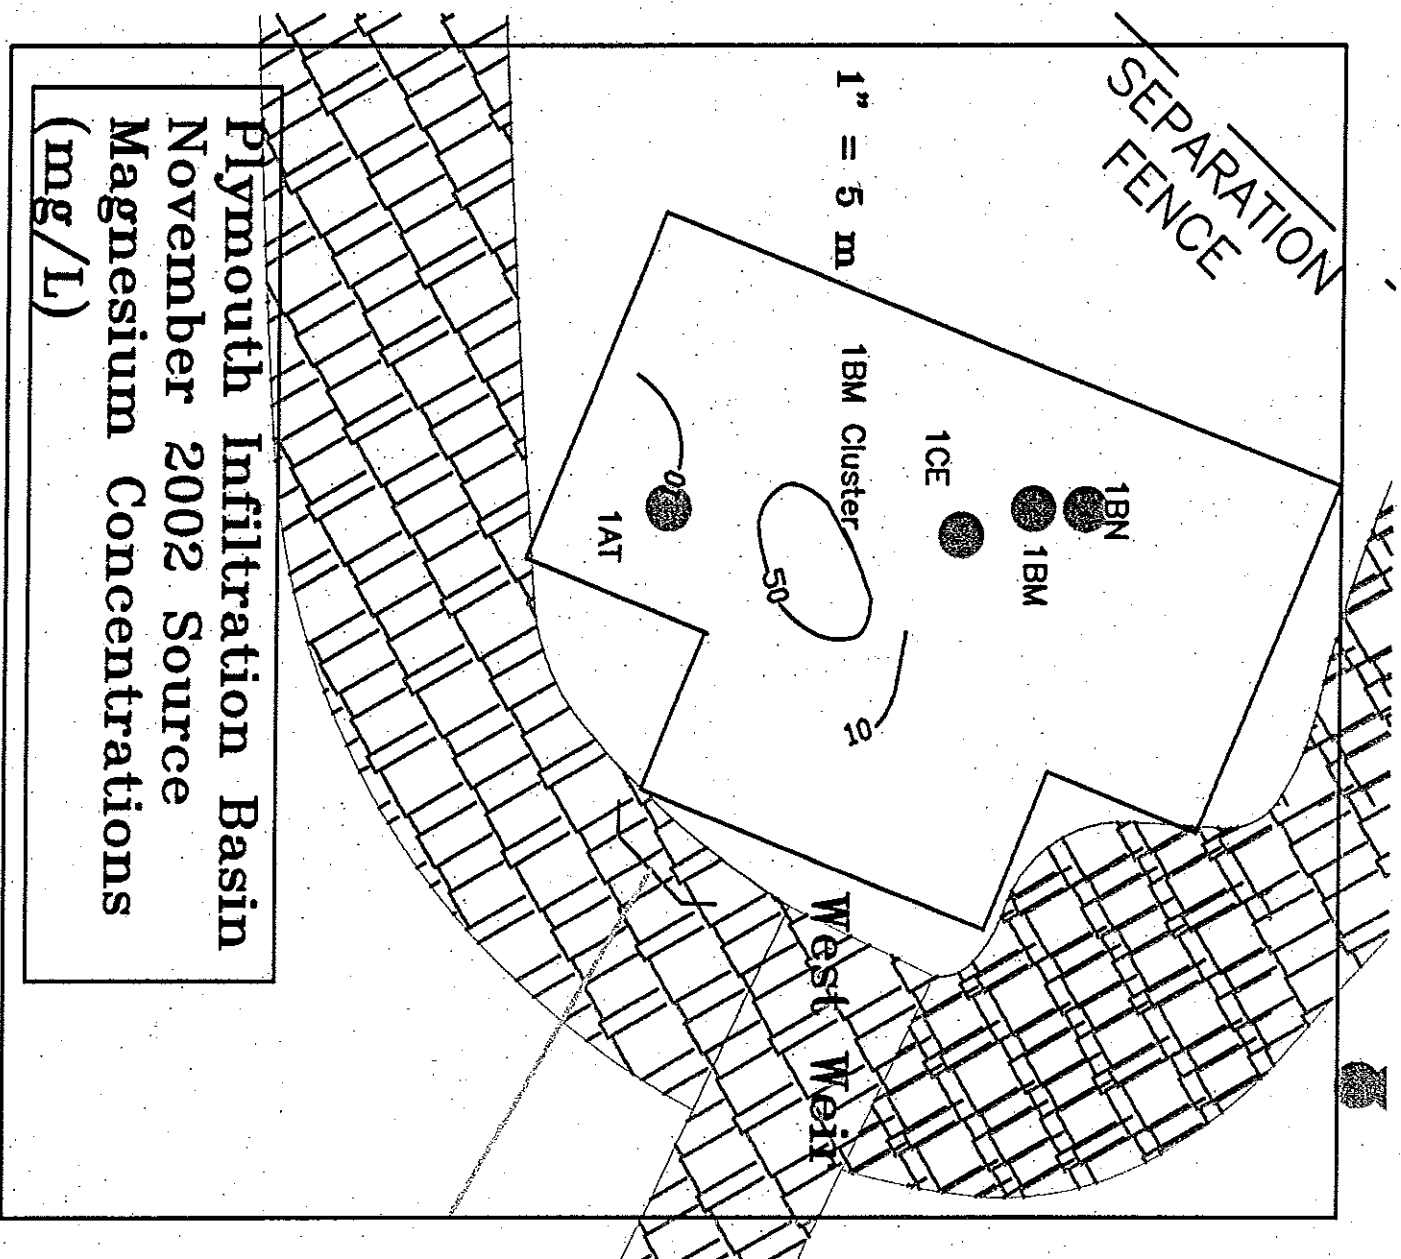 SEPARATION
FENCE
1" = 5 m
1BN
1BM
1CE
1BM Cluster
10
50
0
1AT
West Weir
Plymouth Infiltration Basin
November 2002 Source
Magnesium Concentrations
(mg/L)